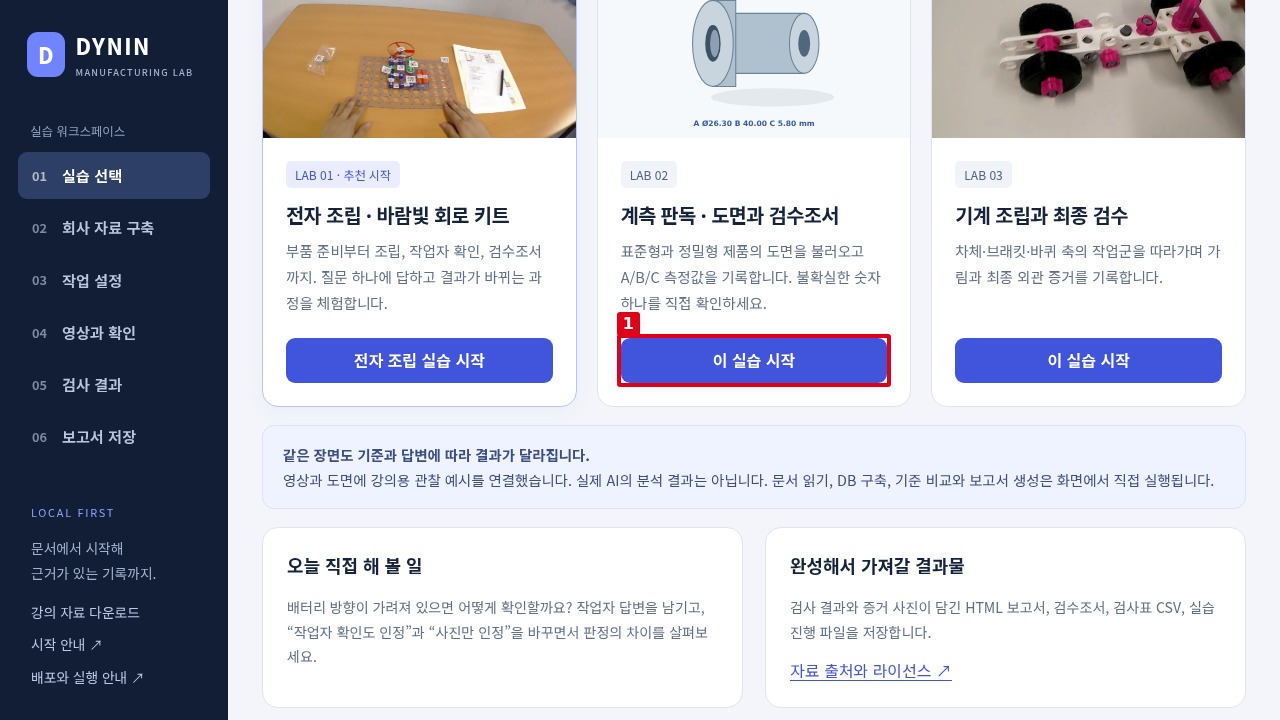 D
DYNIN
MANUFACTURING LAB
실습 워크스페이스
01 실습 선택
02 회사 자료 구축
03 작업 설정
04 영상과 확인
05 검사 결과
06 보고서 저장
LOCAL FIRST
문서에서 시작해
근거가 있는 기록까지.
강의 자료 다운로드
시작 안내 ↗
배포와 실행 안내 ↗
LAB 01 · 추천 시작
전자 조립 · 바람빛 회로 키트
부품 준비부터 조립, 작업자 확인, 검수조서
까지. 질문 하나에 답하고 결과가 바뀌는 과
정을 체험합니다.
전자 조립 실습 시작
A Ø26.30 B 40.00 C 5.80 mm
LAB 02
계측 판독 · 도면과 검수조서
표준형과 정밀형 제품의 도면을 불러오고
A/B/C 측정값을 기록합니다. 불확실한 숫자
하나를 직접 확인하세요.
1
이 실습 시작
LAB 03
기계 조립과 최종 검수
차체·브래킷·바퀴 축의 작업군을 따라가며 가
림과 최종 외관 증거를 기록합니다.
이 실습 시작
같은 장면도 기준과 답변에 따라 결과가 달라집니다.
영상과 도면에 강의용 관찰 예시를 연결했습니다. 실제 AI의 분석 결과는 아닙니다. 문서 읽기, DB 구축, 기준 비교와 보고서 생성은 화면에서 직접 실행됩니다.
오늘 직접 해 볼 일
배터리 방향이 가려져 있으면 어떻게 확인할까요? 작업자 답변을 남기고,
“작업자 확인도 인정”과 “사진만 인정”을 바꾸면서 판정의 차이를 살펴보
세요.
완성해서 가져갈 결과물
검사 결과와 증거 사진이 담긴 HTML 보고서, 검수조서, 검사표 CSV, 실습
진행 파일을 저장합니다.
자료 출처와 라이선스 ↗